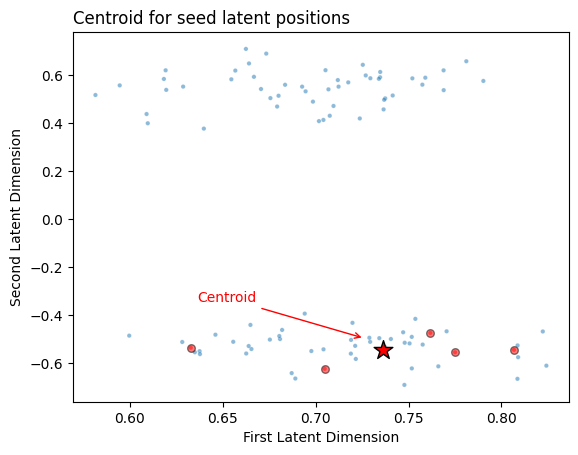 Centroid for seed latent positions
Second Latent Dimension
0.6
0.4
0.2
0.0
−0.2
−0.4
−0.6
Centroid
0.60 0.65 0.70 0.75 0.80
First Latent Dimension